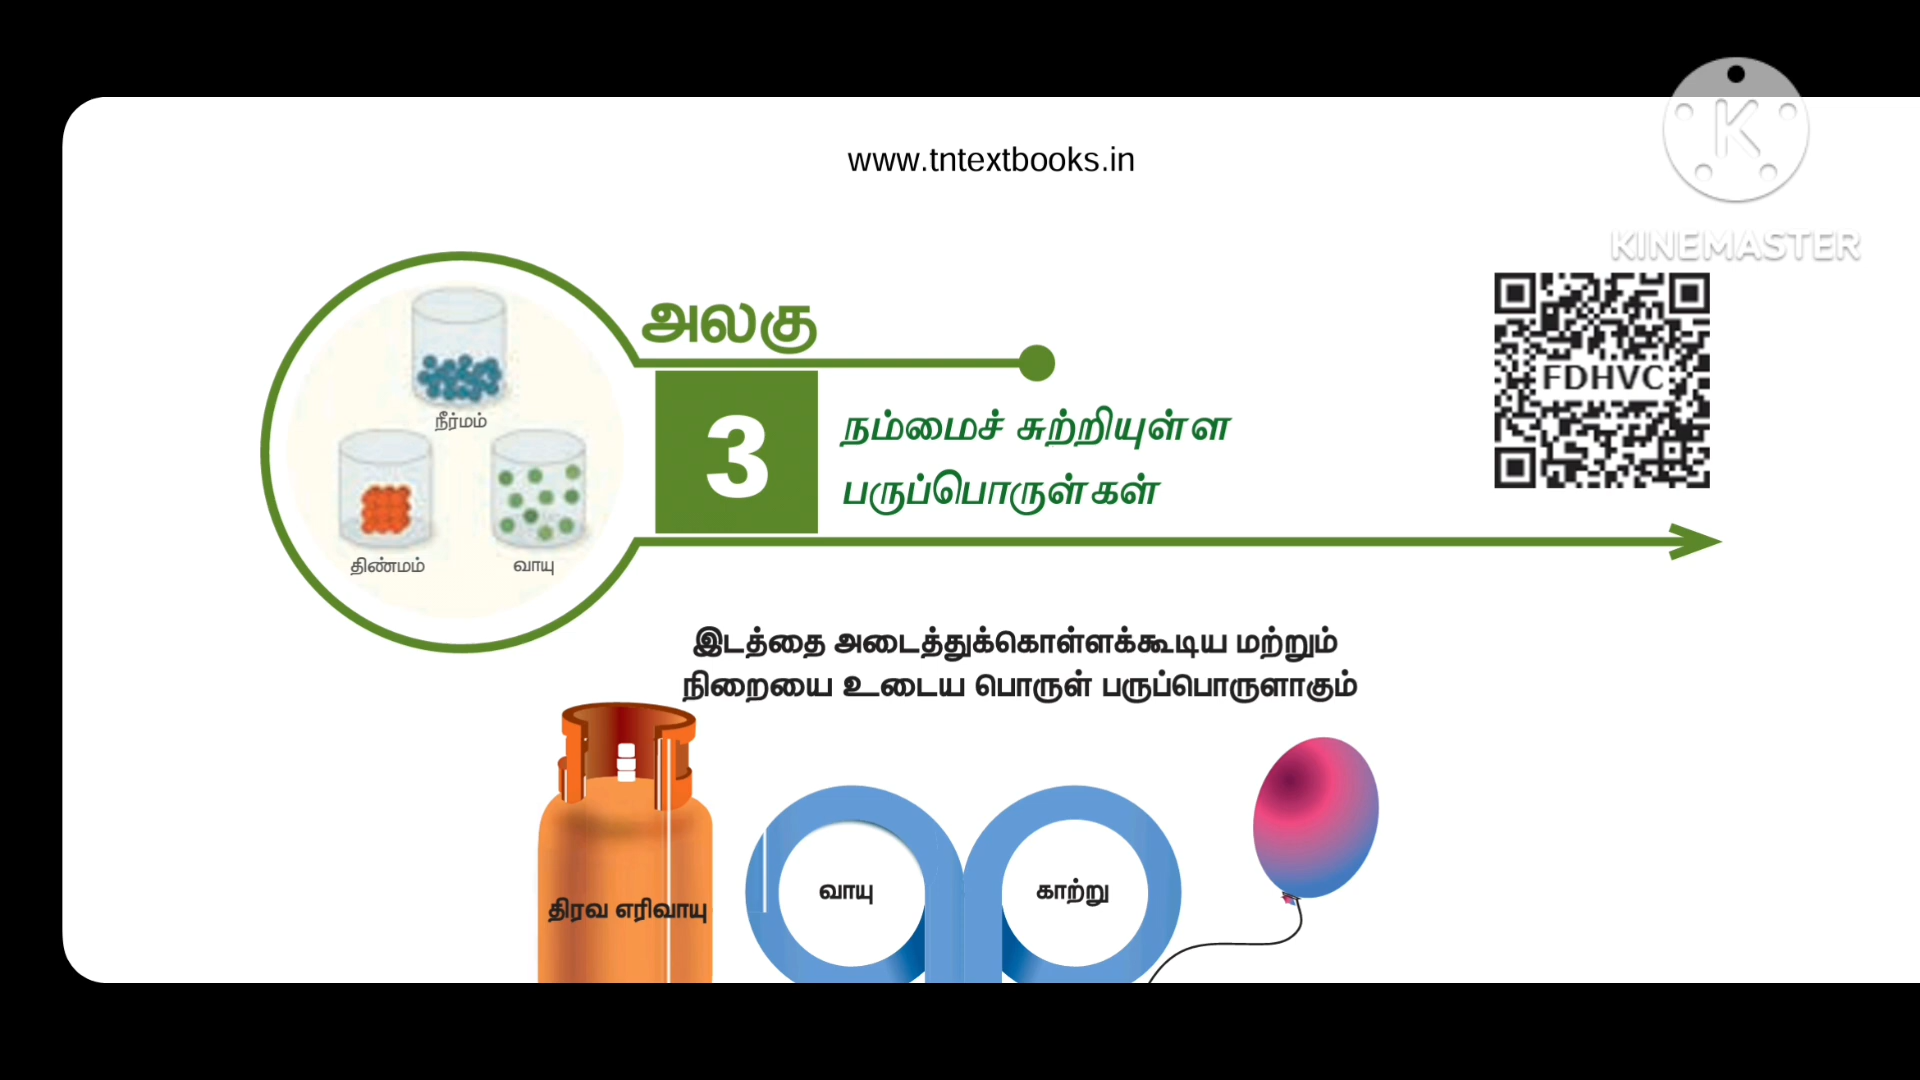 www.tntextbooks.in
K
KINEMASTER
அலகு
3
நம்மைச் சுற்றியுள்ள
பருப்பொருள்கள்
FDHVC
நீர்மம்
திண்மம்
வாயு
இடத்தை அடைத்துக்கொள்ளக்கூடிய மற்றும்
நிறையை உடைய பொருள் பருப்பொருளாகும்
திரவ எரிவாயு
வாயு
காற்று